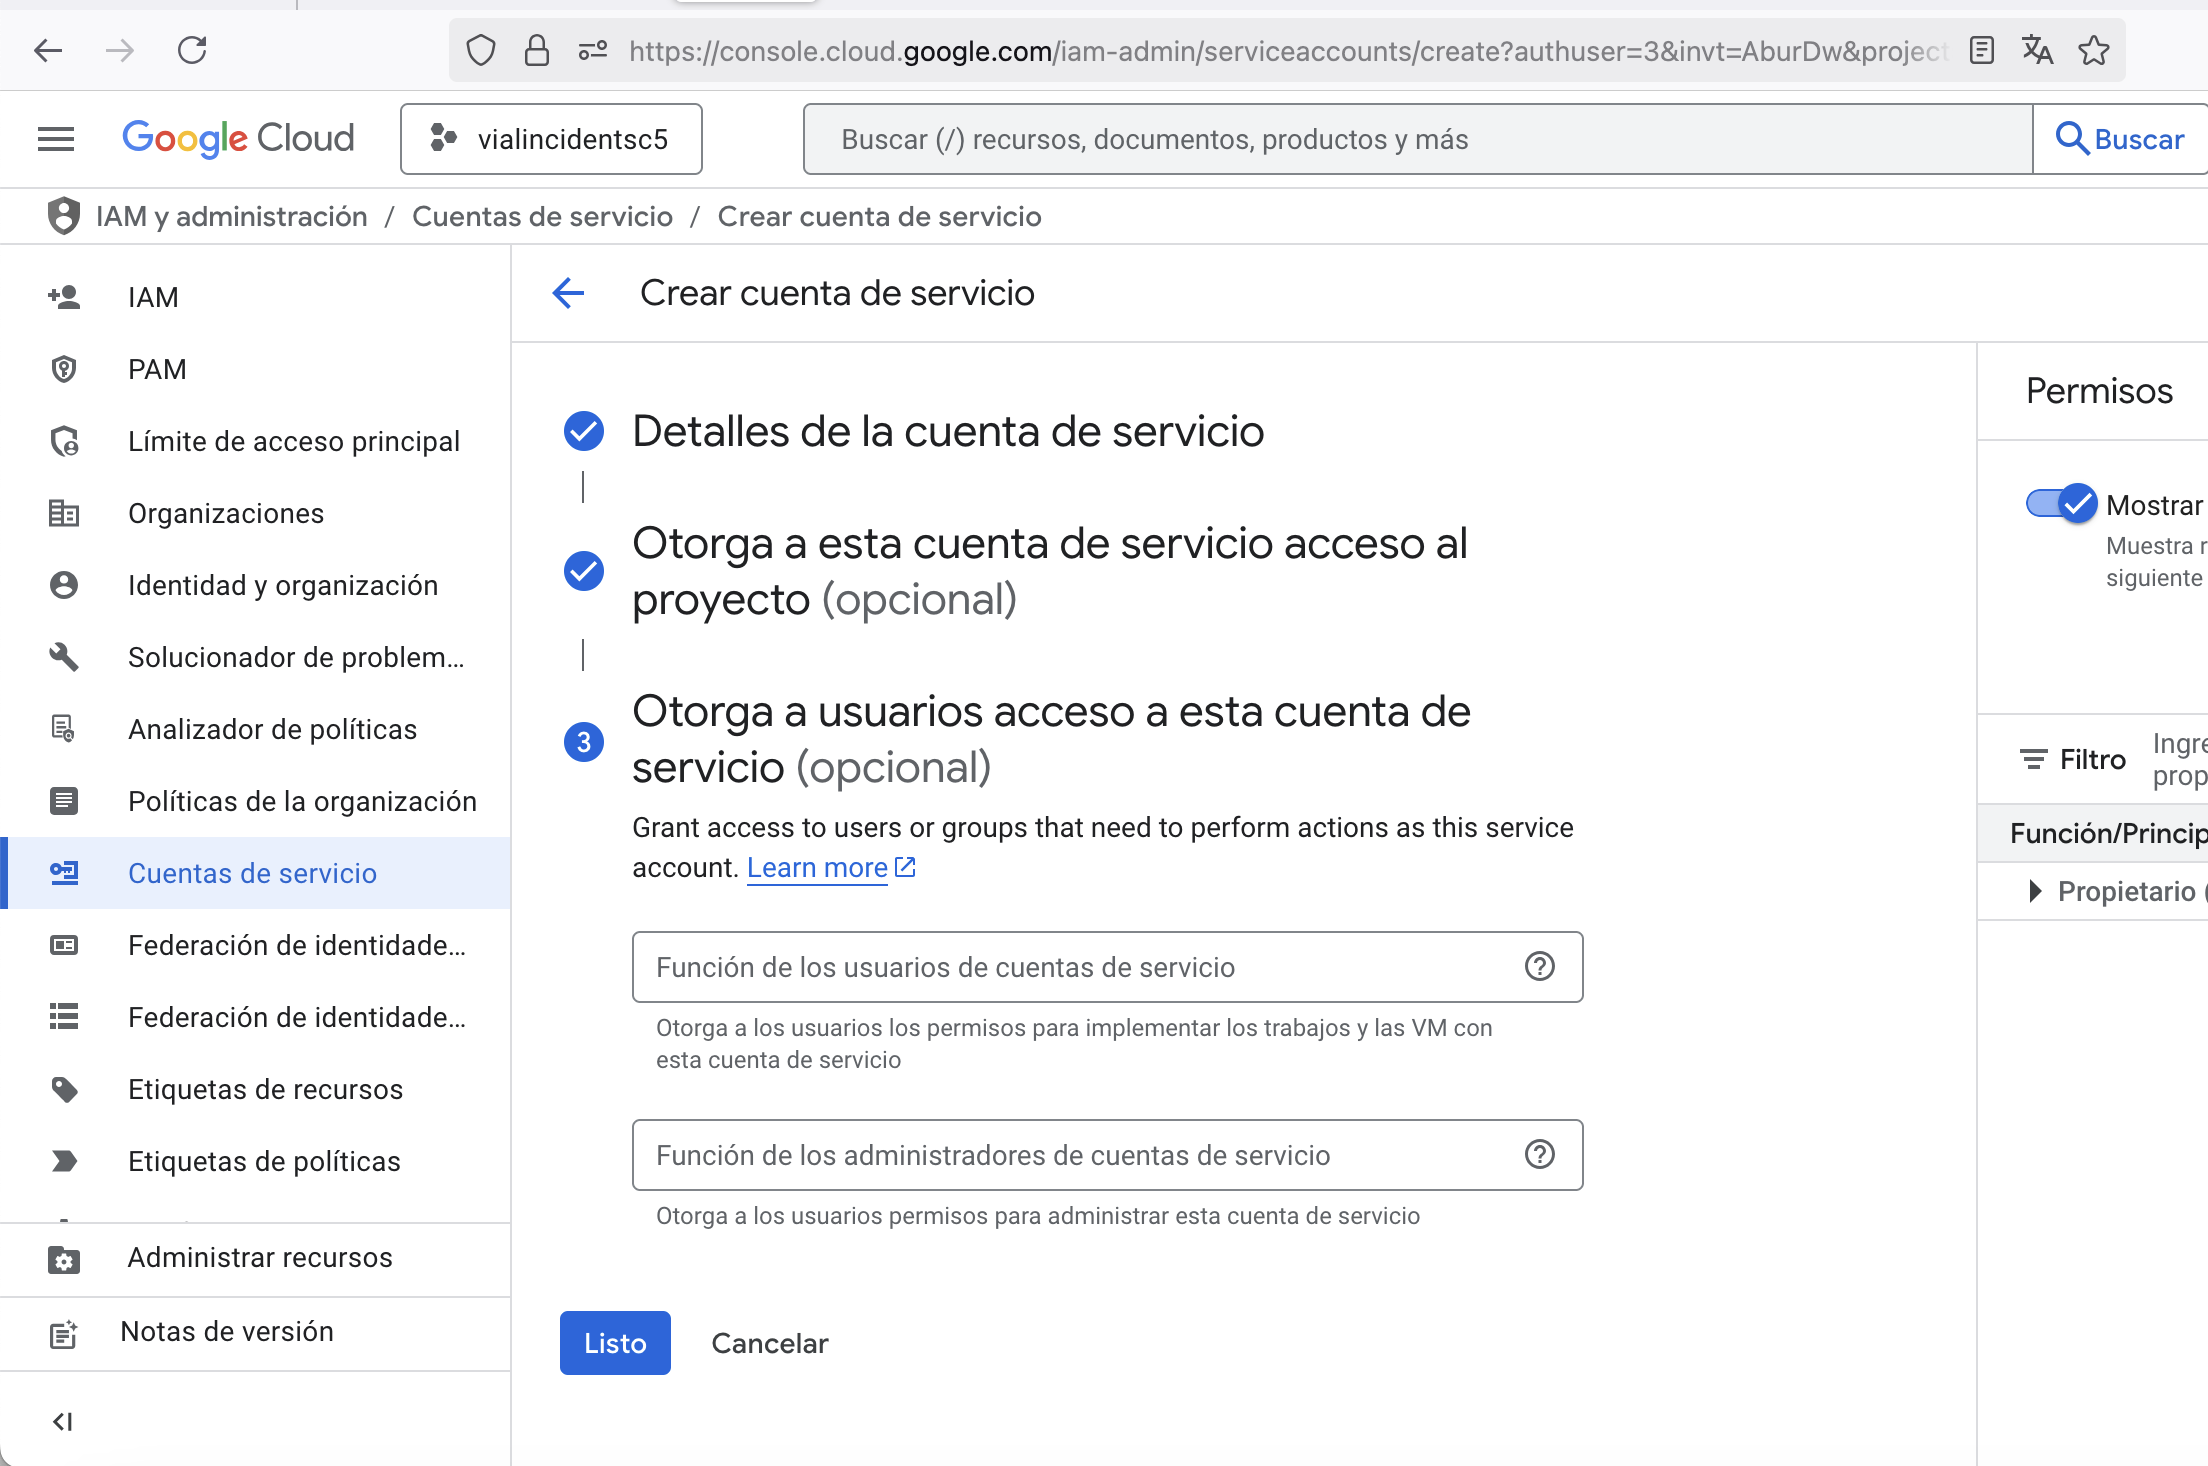 https://console.cloud.google.com/iam-admin/serviceaccounts/create?authuser=3&invt=AburDw&project
Google Cloud
vialincidentsc5
Buscar (/) recursos, documentos, productos y más
Buscar
IAM y administración / Cuentas de servicio / Crear cuenta de servicio
IAM
PAM
Límite de acceso principal
Organizaciones
Identidad y organización
Solucionador de problem...
Analizador de políticas
Políticas de la organización
Cuentas de servicio
Federación de identidade...
Federación de identidade...
Etiquetas de recursos
Etiquetas de políticas
Administrar recursos
Notas de versión
Crear cuenta de servicio
Detalles de la cuenta de servicio
Otorga a esta cuenta de servicio acceso al
proyecto (opcional)
3
Otorga a usuarios acceso a esta cuenta de
servicio (opcional)
Grant access to users or groups that need to perform actions as this service
account. Learn more
Función de los usuarios de cuentas de servicio
Otorga a los usuarios los permisos para implementar los trabajos y las VM con
esta cuenta de servicio
Función de los administradores de cuentas de servicio
Otorga a los usuarios permisos para administrar esta cuenta de servicio
Listo
Cancelar
Permisos
Mostrar
Muestra r
siguiente
Filtro
Ingre
prop
Función/Princip
Propietario (